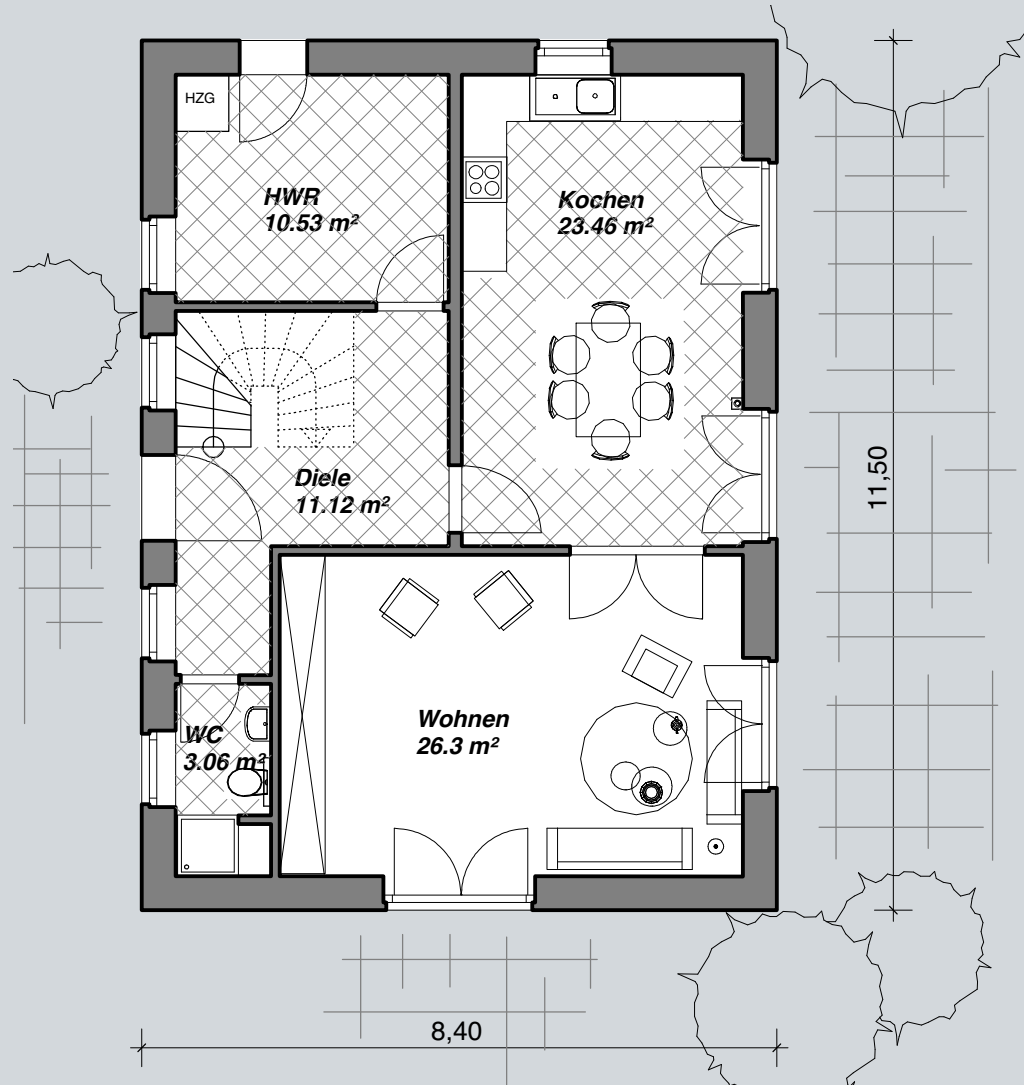 HZG
HWR
10.53 m²
Kochen
23.46 m²
Diele
11.12 m²
11,50
WC
3.06 m²
Wohnen
26.3 m²
8,40